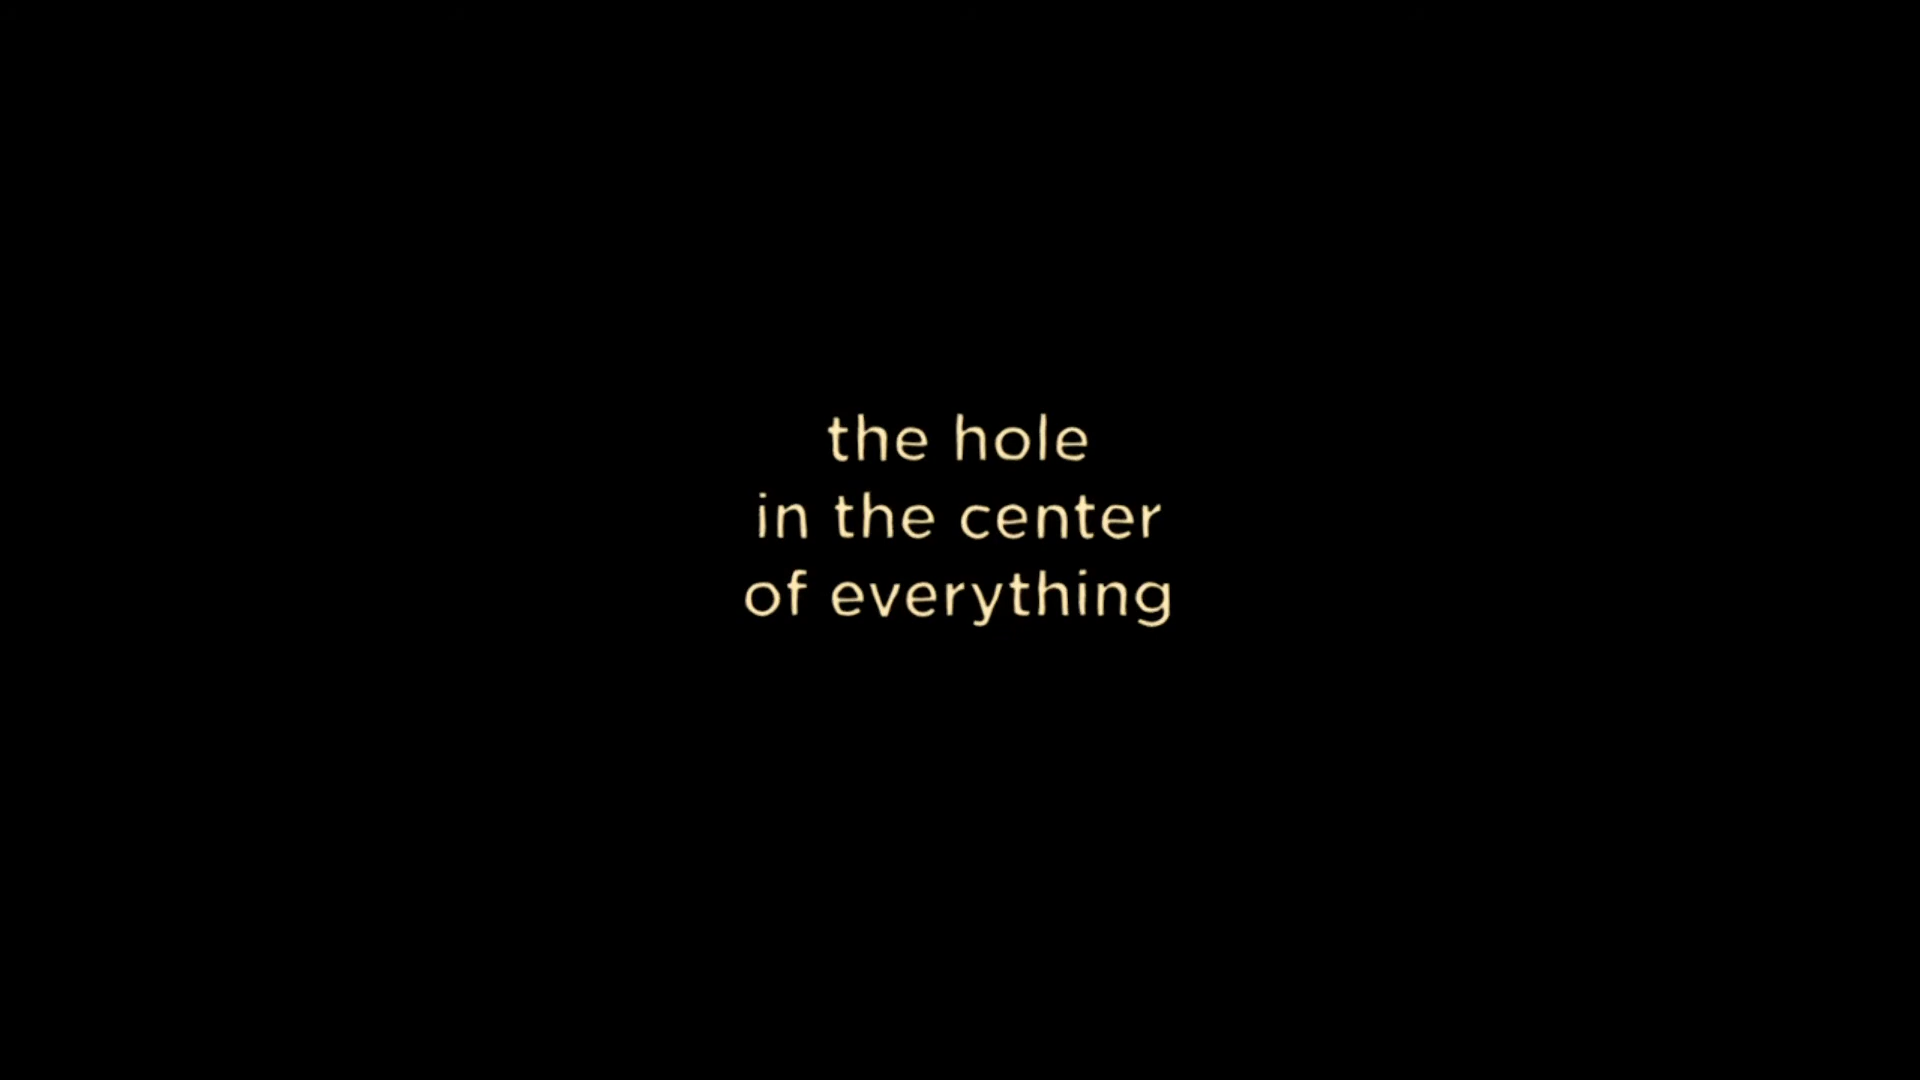 the hole
in the center
of everything